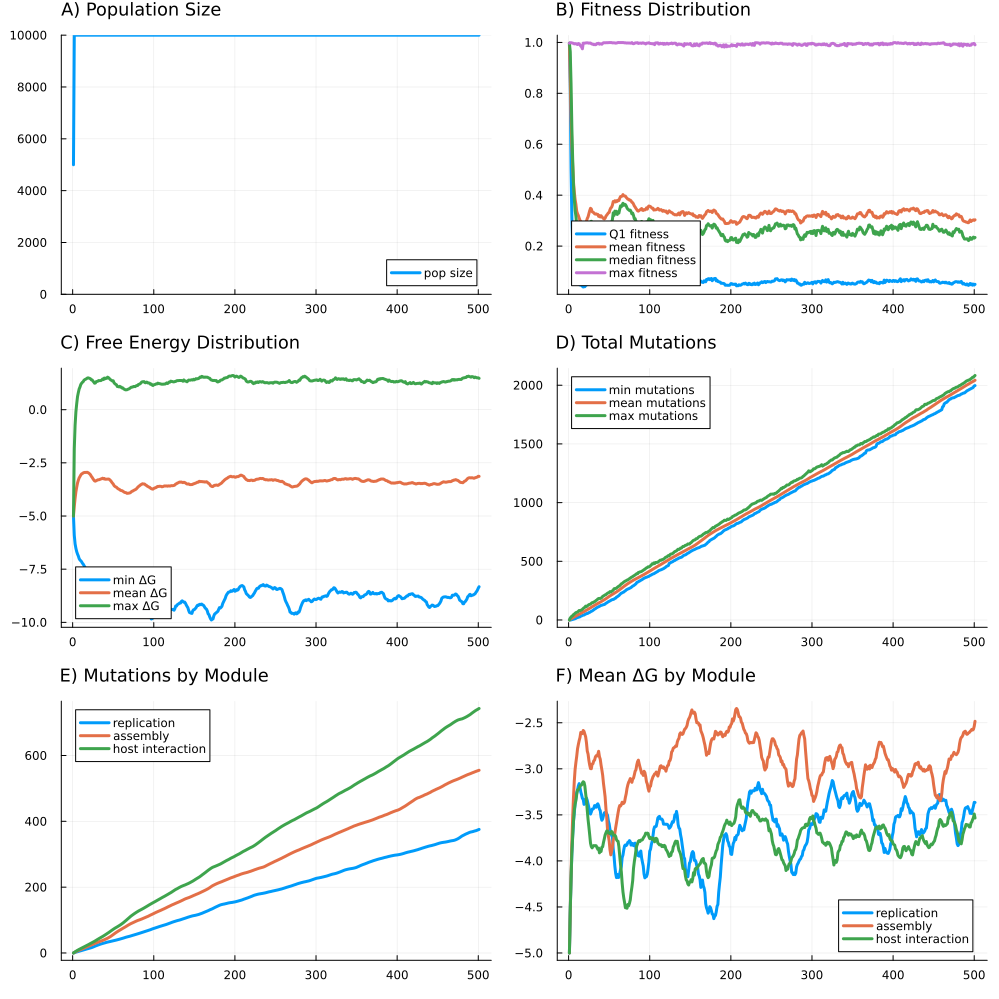 A) Population Size
10000
8000
6000
4000
2000
0
pop size
0 100 200 300 400 500
B) Fitness Distribution
1.0
0.8
0.6
0.4
0.2
Q1 fitness
mean fitness
median fitness
max fitness
0 100 200 300 400 500
C) Free Energy Distribution
0.0
−2.5
−5.0
−7.5
−10.0
min ΔG
mean ΔG
max ΔG
0 100 200 300 400 500
D) Total Mutations
2000
1500
1000
500
0
min mutations
mean mutations
max mutations
0 100 200 300 400 500
E) Mutations by Module
600
400
200
0
replication
assembly
host interaction
0 100 200 300 400 500
F) Mean ΔG by Module
−2.5
−3.0
−3.5
−4.0
−4.5
−5.0
replication
assembly
host interaction
0 100 200 300 400 500